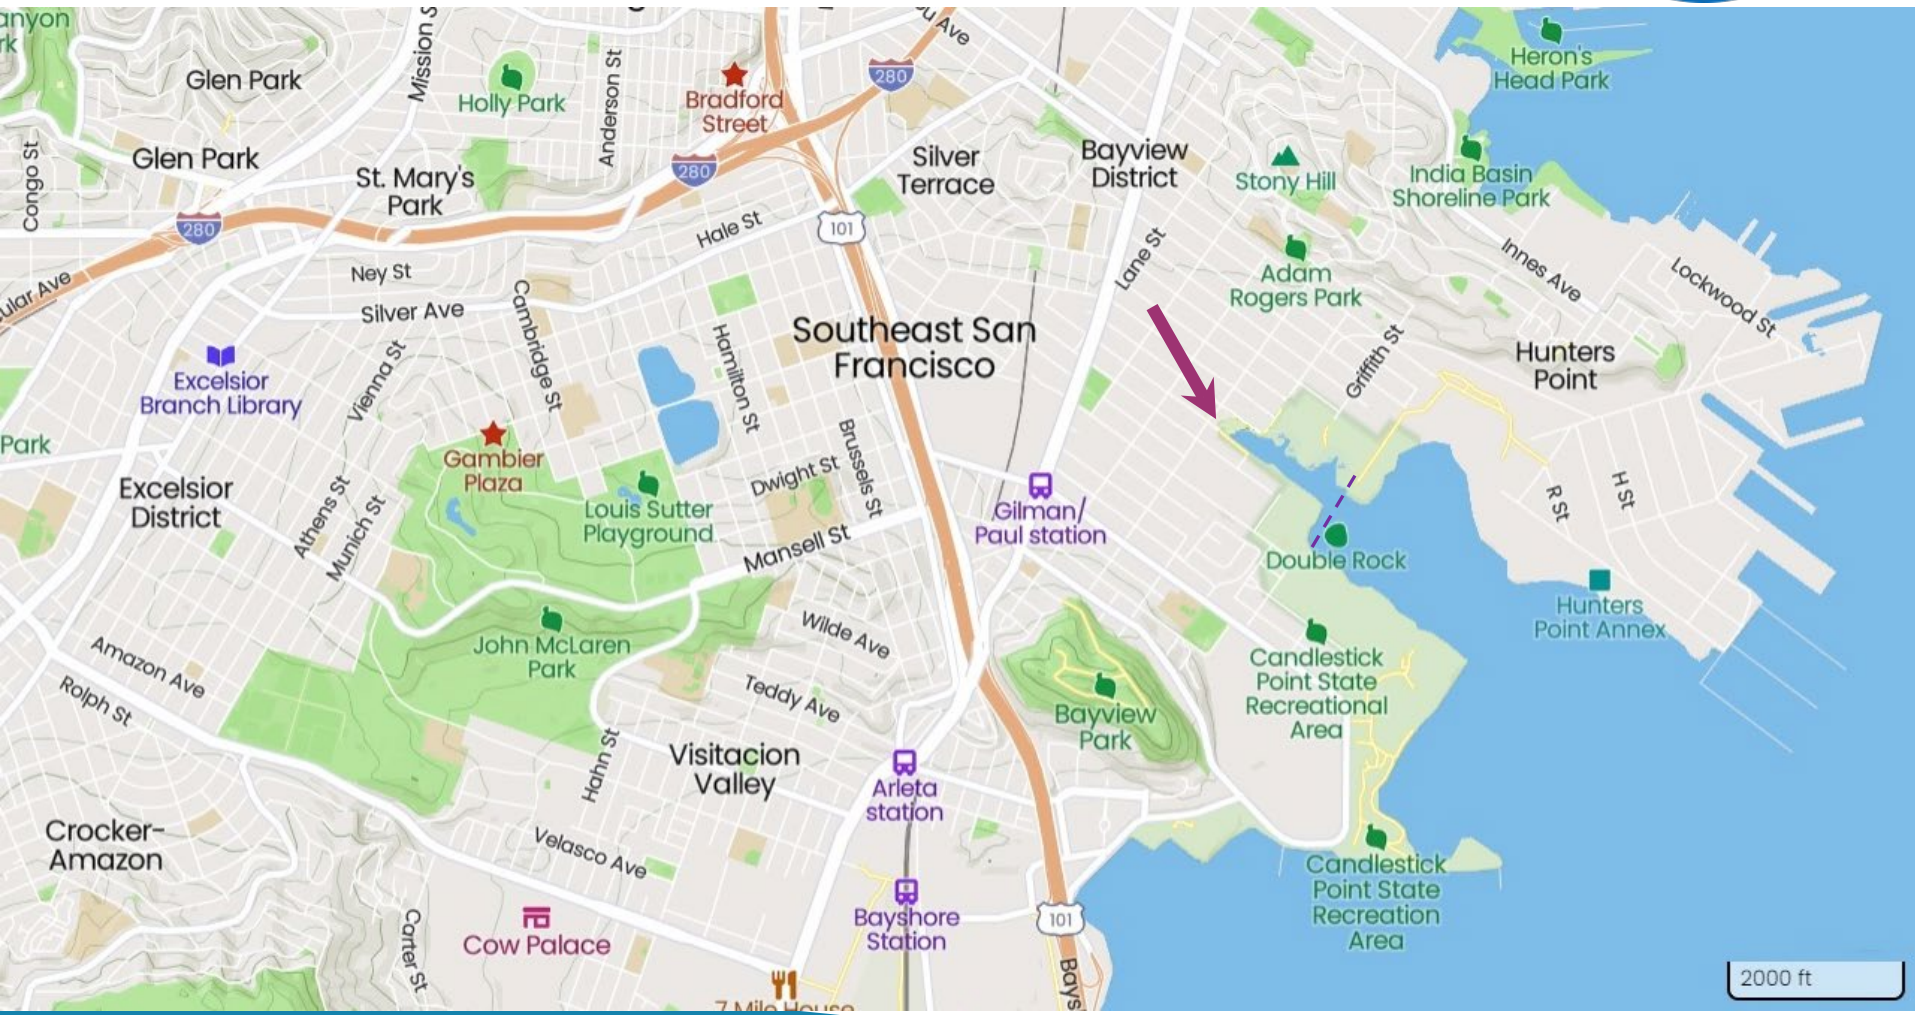 Glen Park
Mission S
Holly Park
Anderson St
Bradford
Street
280
Heron's
Head Park
Congo St
Glen Park
St. Mary's
Park
280
Silver
Terrace
Bayview
District
Stony Hill
India Basin
Shoreline Park
280
Hale St
101
Lane St
Innes Ave
Lockwood St
Ney St
Adam
Rogers Park
Silver Ave
Cambridge St
Hamilton St
Southeast San
Francisco
Griffith St
Hunters
Point
Excelsior
Branch Library
Vienna St
Park
Gambier
Plaza
Brussels St
Dwight St
Excelsior
District
Athens St
Munich St
Louis Sutter
Playground
Mansell St
Gilman/
Paul station
R St
H St
Double Rock
Hunters
Point Annex
John McLaren
Park
Wilde Ave
Amazon Ave
Rolph St
Teddy Ave
Bayview
Park
Candlestick
Point State
Recreational
Area
Hahn St
Visitacion
Valley
Arleta
station
Crocker-
Amazon
Velasco Ave
Candlestick
Point State
Recreation
Area
Carter St
Cow Palace
Bayshore
Station
101
Bays
7 Mile House
2000 ft